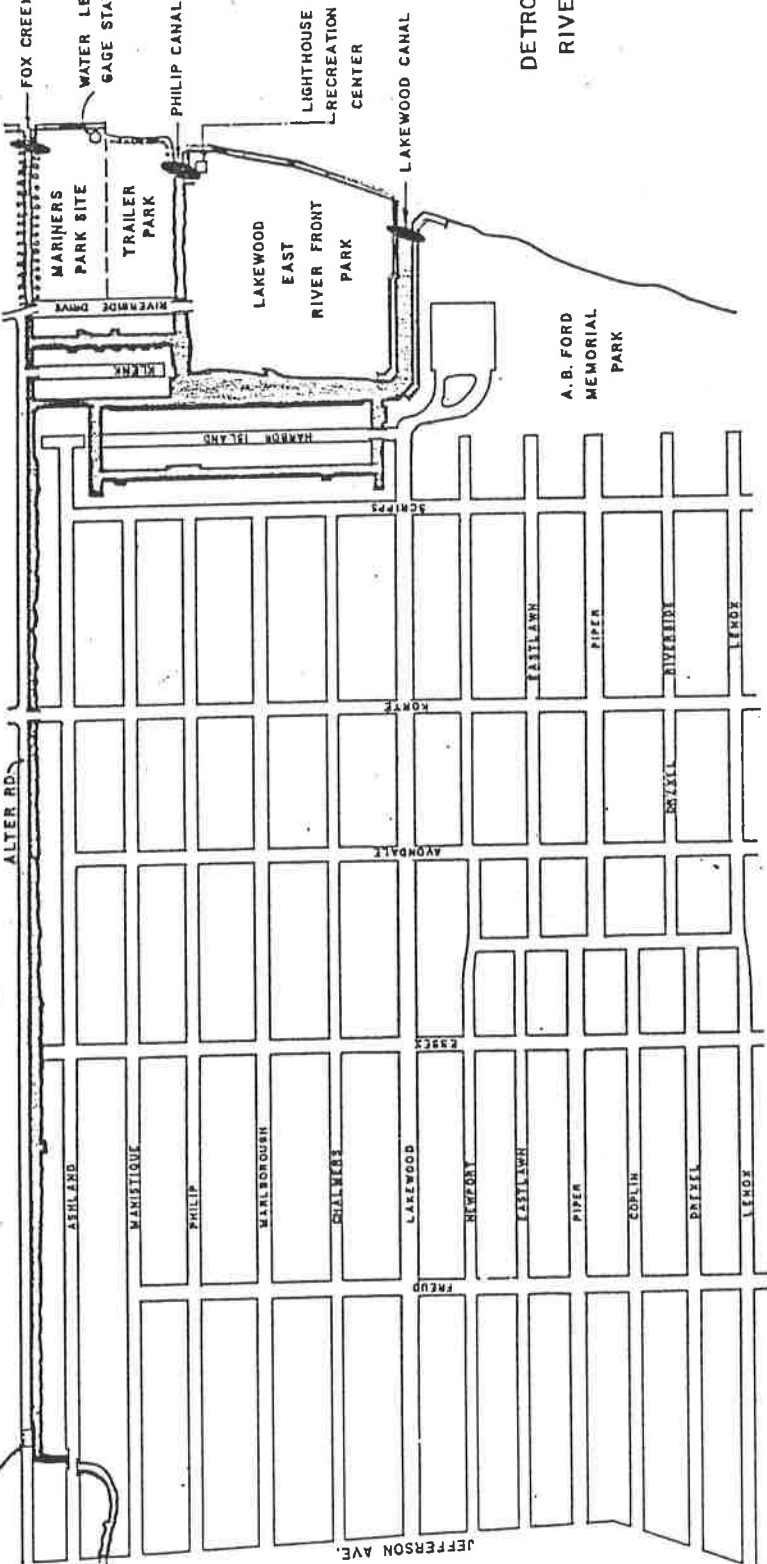 FOX CREEK
ALTER RD
WATER LE
GAGE STA
MARINERS
PARK SITE
TRAILER
PARK
PHILIP CANAL
RIVERSIDE DRIVE
KLENK
LIGHTHOUSE
RECREATION
CENTER
LAKEWOOD
EAST
RIVER FRONT
PARK
HARBOR ISLAND
LAKEWOOD CANAL
DETRO
RIVE
A.B. FORD
MEMORIAL
PARK
SCRIPPS
KORTE
AVONDALE
ESSEX
FREUD
JEFFERSON AVE.
EASTLAWN
PIPER
RIVERSIDE
LENOX
DREXEL
ASHLAND
MANISTIQUE
PHILIP
MARLBOROUGH
CHALMERS
LAKEWOOD
NEWPORT
EASTLAWN
PIPER
COPLIN
DREXEL
LENOX